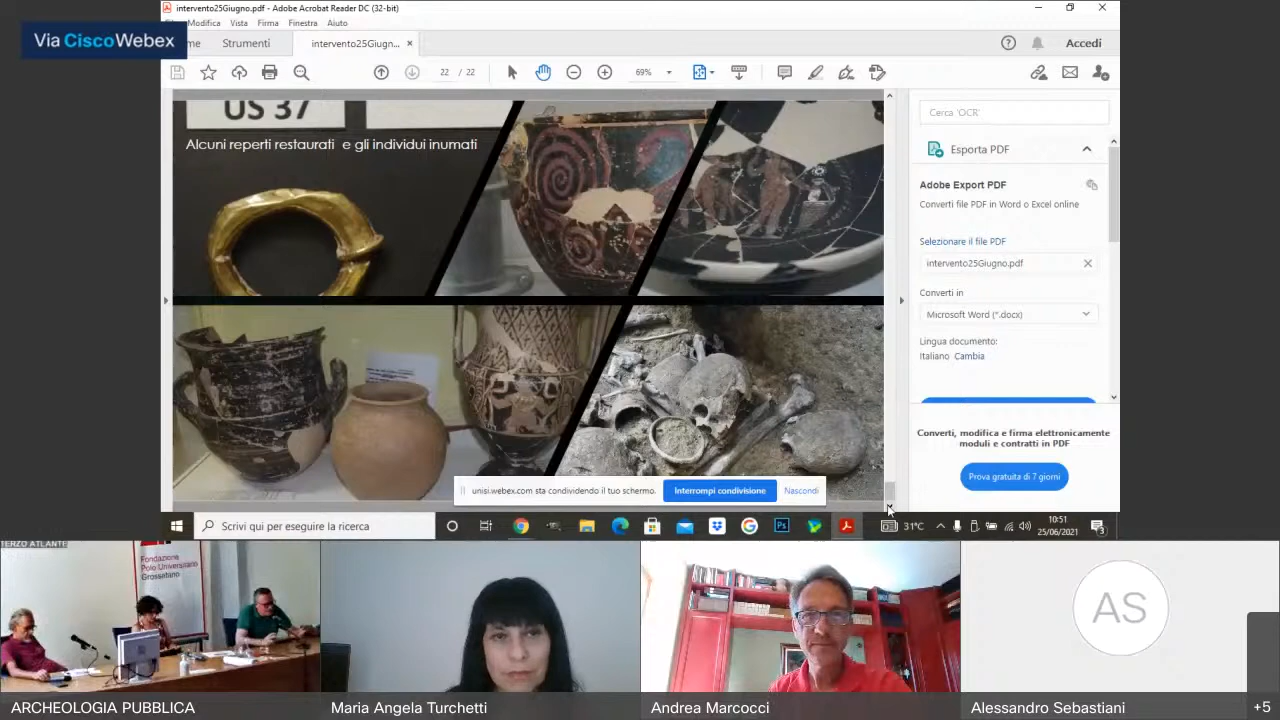 intervento25Giugno.pdf - Adobe Acrobat Reader DC (32-bit)
Via CiscoWebex
Modifica Vista Firma Finestra Aiuto
me Strumenti intervento25Giugn... × Accedi
22 / 22 69%
US 37
Alcuni reperti restaurati e gli individui inumati
Cerca 'OCR'
Esporta PDF
Adobe Export PDF
Converti file PDF in Word o Excel online
Selezionare il file PDF
intervento25Giugno.pdf
Converti in
Microsoft Word (*.docx)
Lingua documento:
Italiano Cambia
Converti, modifica e firma elettronicamente
moduli e contratti in PDF
Prova gratuita di 7 giorni
unisi.webex.com sta condividendo il tuo schermo. Interrompi condivisione Nascondi
Scrivi qui per eseguire la ricerca
Ps
31°C
10:51
25/06/2021
3
TERZO ATLANTE
Fondazione
Polo Universitario
Grossetano
AS
ARCHEOLOGIA PUBBLICA
Maria Angela Turchetti
Andrea Marcocci
Alessandro Sebastiani
+5